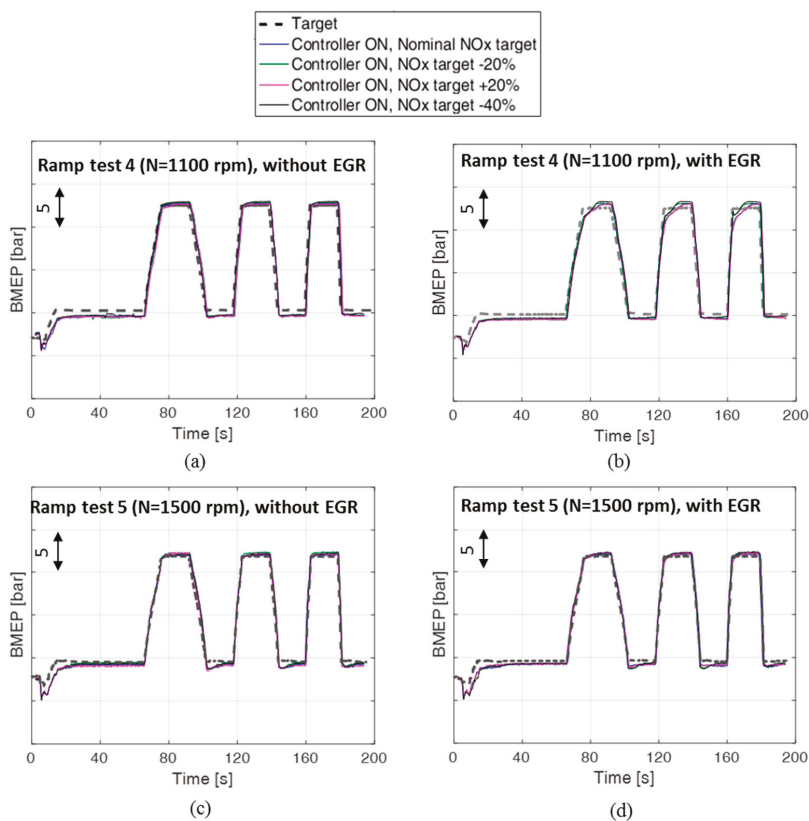 Target
Controller ON, Nominal NOx target
Controller ON, NOx target -20%
Controller ON, NOx target +20%
Controller ON, NOx target -40%
Ramp test 4 (N=1100 rpm), without EGR
5
BMEP [bar]
0 40 80 120 160 200
Time [s]
(a)
Ramp test 4 (N=1100 rpm), with EGR
5
BMEP [bar]
0 40 80 120 160 200
Time [s]
(b)
Ramp test 5 (N=1500 rpm), without EGR
5
BMEP [bar]
0 40 80 120 160 200
Time [s]
(c)
Ramp test 5 (N=1500 rpm), with EGR
5
BMEP [bar]
0 40 80 120 160 200
Time [s]
(d)